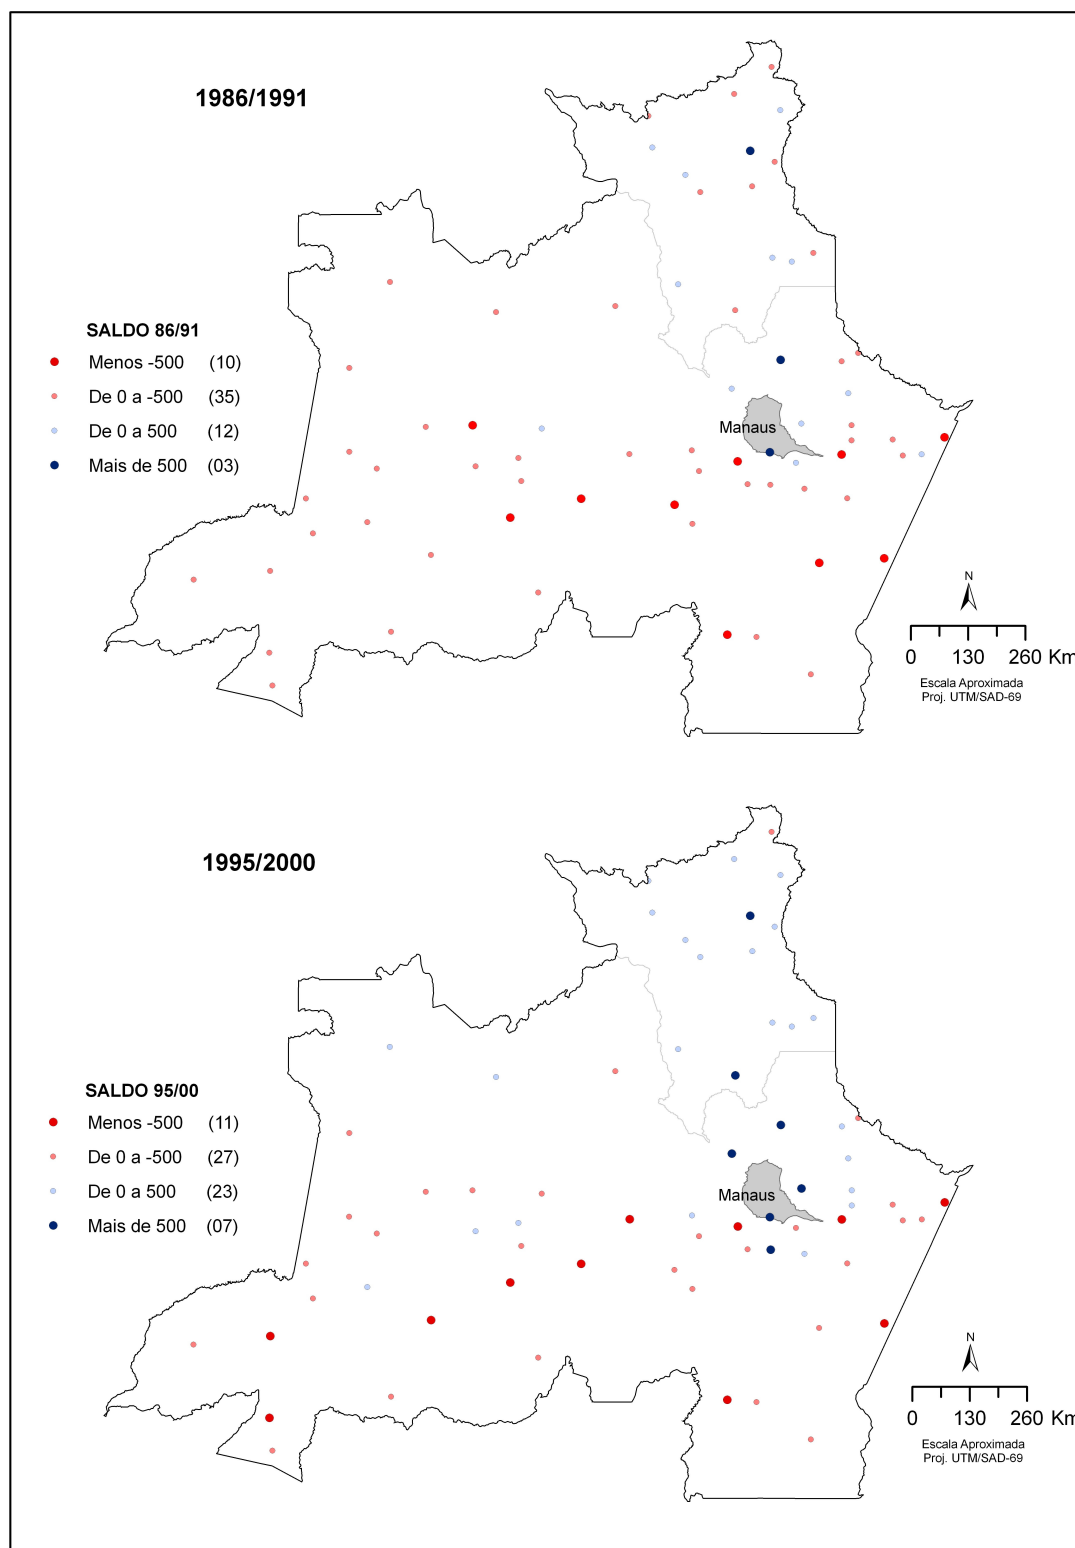 1986/1991
SALDO 86/91
Menos -500 (10)
De 0 a -500 (35)
De 0 a 500 (12)
Mais de 500 (03)
Manaus
N
0 130 260 Km
Escala Aproximada
Proj. UTM/SAD-69
1995/2000
SALDO 95/00
Menos -500 (11)
De 0 a -500 (27)
De 0 a 500 (23)
Mais de 500 (07)
Manaus
N
0 130 260 Km
Escala Aproximada
Proj. UTM/SAD-69